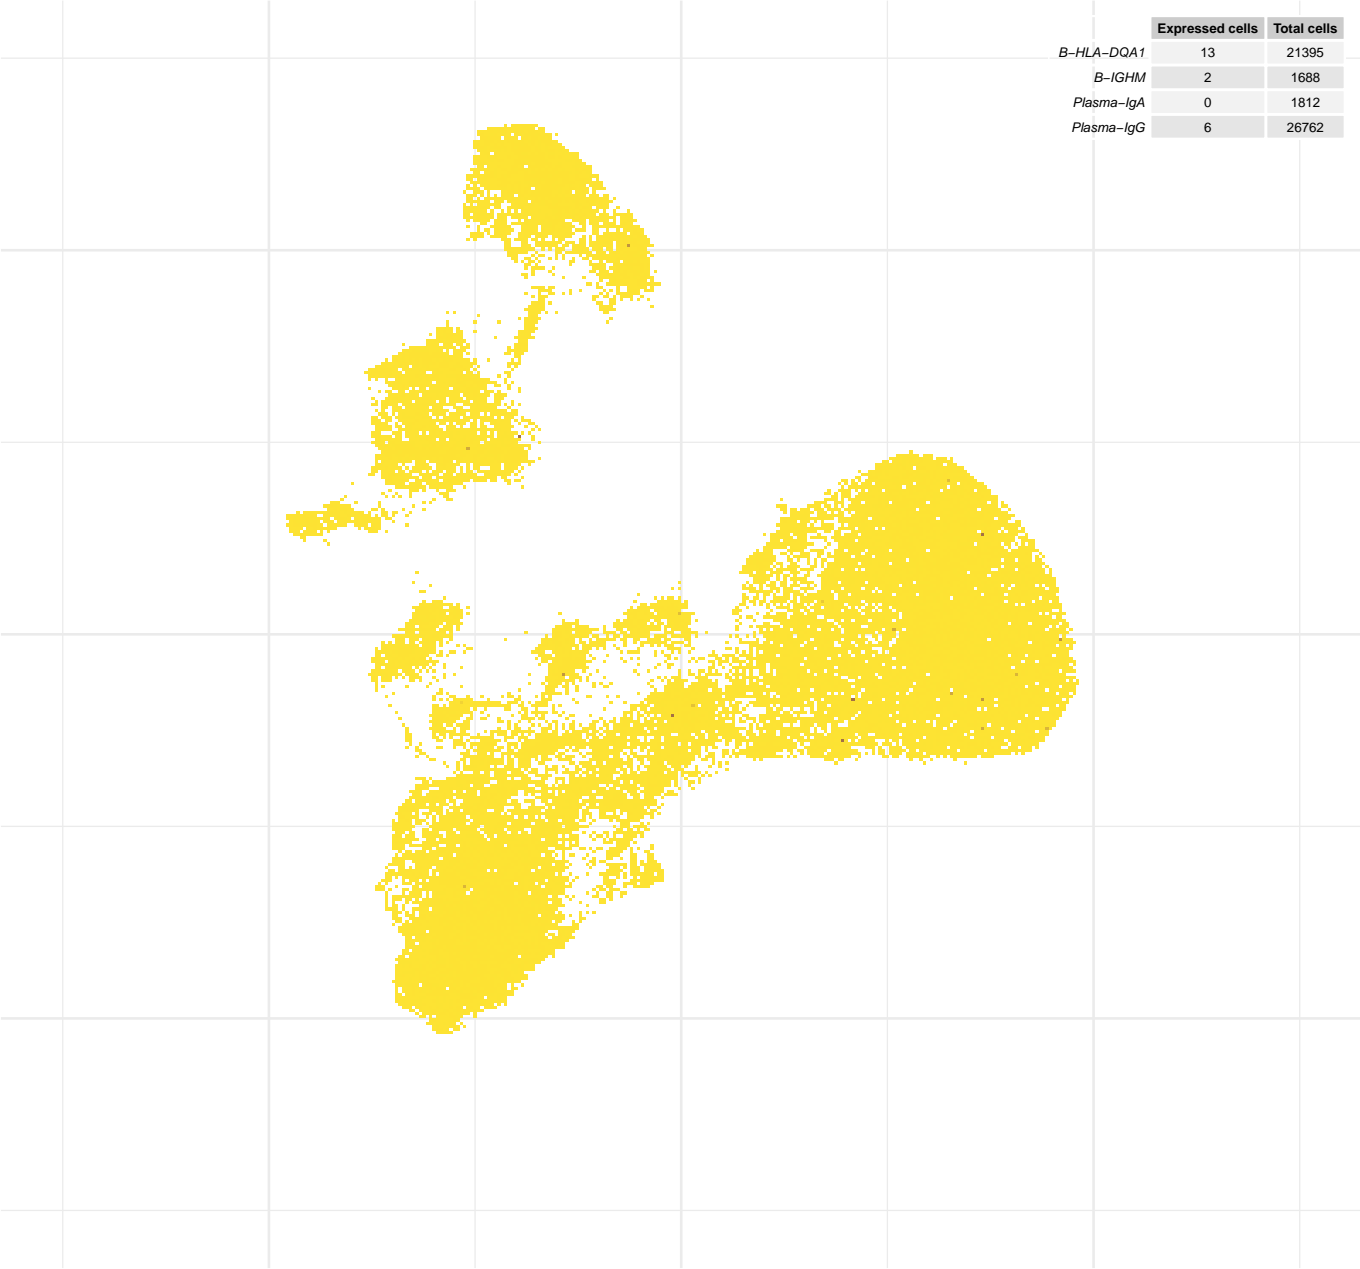 Expressed cells Total cells
B−HLA−DQA1 13 21395
B−IGHM 2 1688
Plasma−IgA 0 1812
Plasma−IgG 6 26762